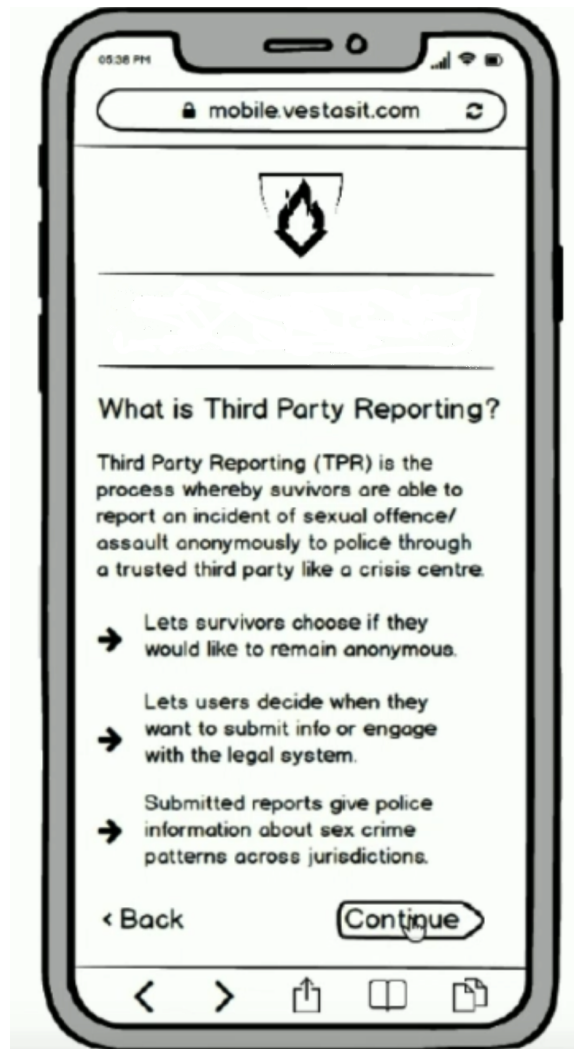 05:38 PM
mobile.vestasit.com
What is Third Party Reporting?
Third Party Reporting (TPR) is the
process whereby suvivors are able to
report an incident of sexual offence/
assault anonymously to police through
a trusted third party like a crisis centre.
Lets survivors choose if they
would like to remain anonymous.
Lets users decide when they
want to submit info or engage
with the legal system.
Submitted reports give police
information about sex crime
patterns across jurisdictions.
< Back
Continue